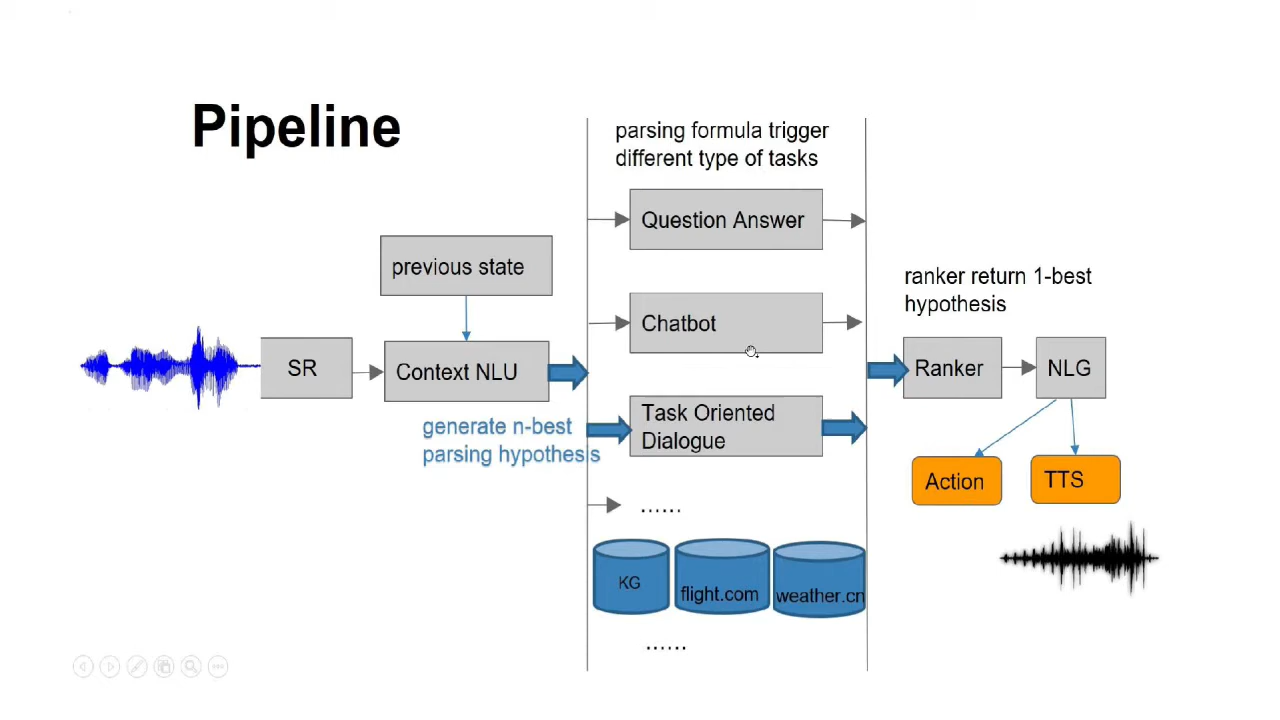 Pipeline
parsing formula trigger
different type of tasks
Question Answer
previous state
ranker return 1-best
hypothesis
Chatbot
SR
Context NLU
Ranker
NLG
generate n-best
parsing hypothesis
Task Oriented
Dialogue
Action
TTS
......
KG
flight.com
weather.cn
......